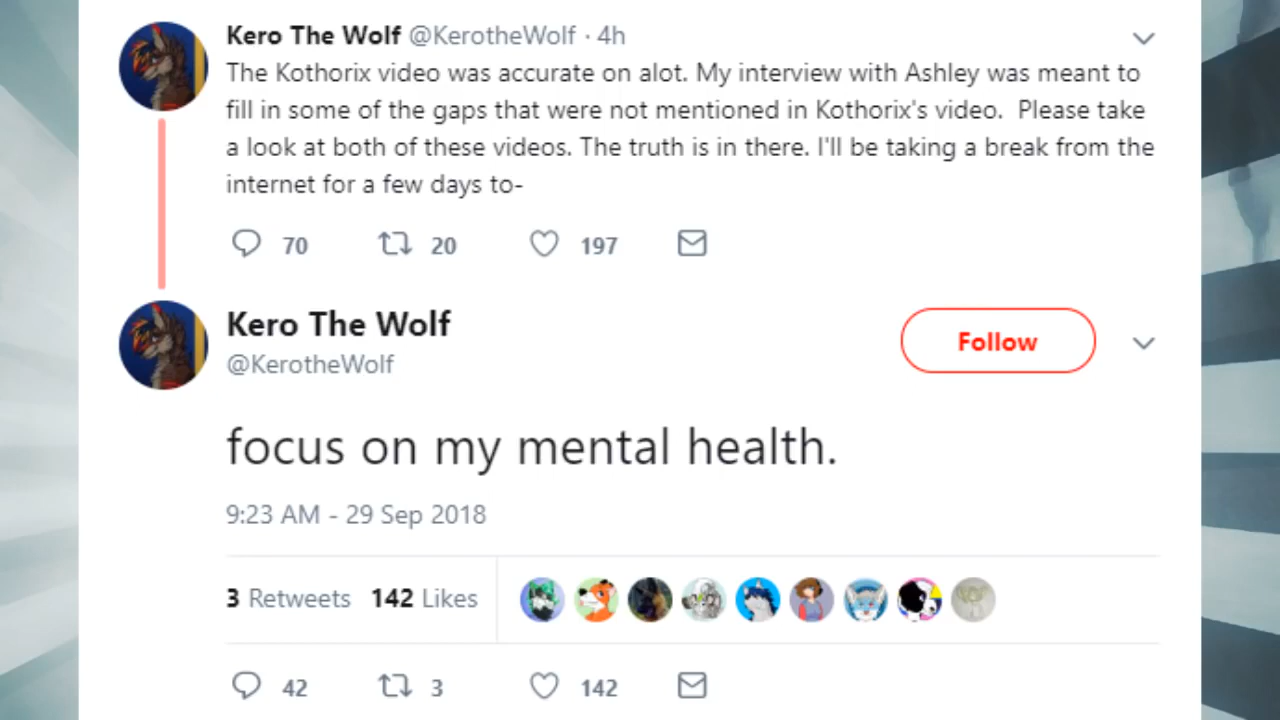 Kero The Wolf @KerotheWolf · 4h
The Kothorix video was accurate on alot. My interview with Ashley was meant to
fill in some of the gaps that were not mentioned in Kothorix's video.  Please take
a look at both of these videos. The truth is in there. I'll be taking a break from the
internet for a few days to-
70 20 197
Kero The Wolf
@KerotheWolf
Follow
focus on my mental health.
9:23 AM - 29 Sep 2018
3 Retweets 142 Likes
42 3 142